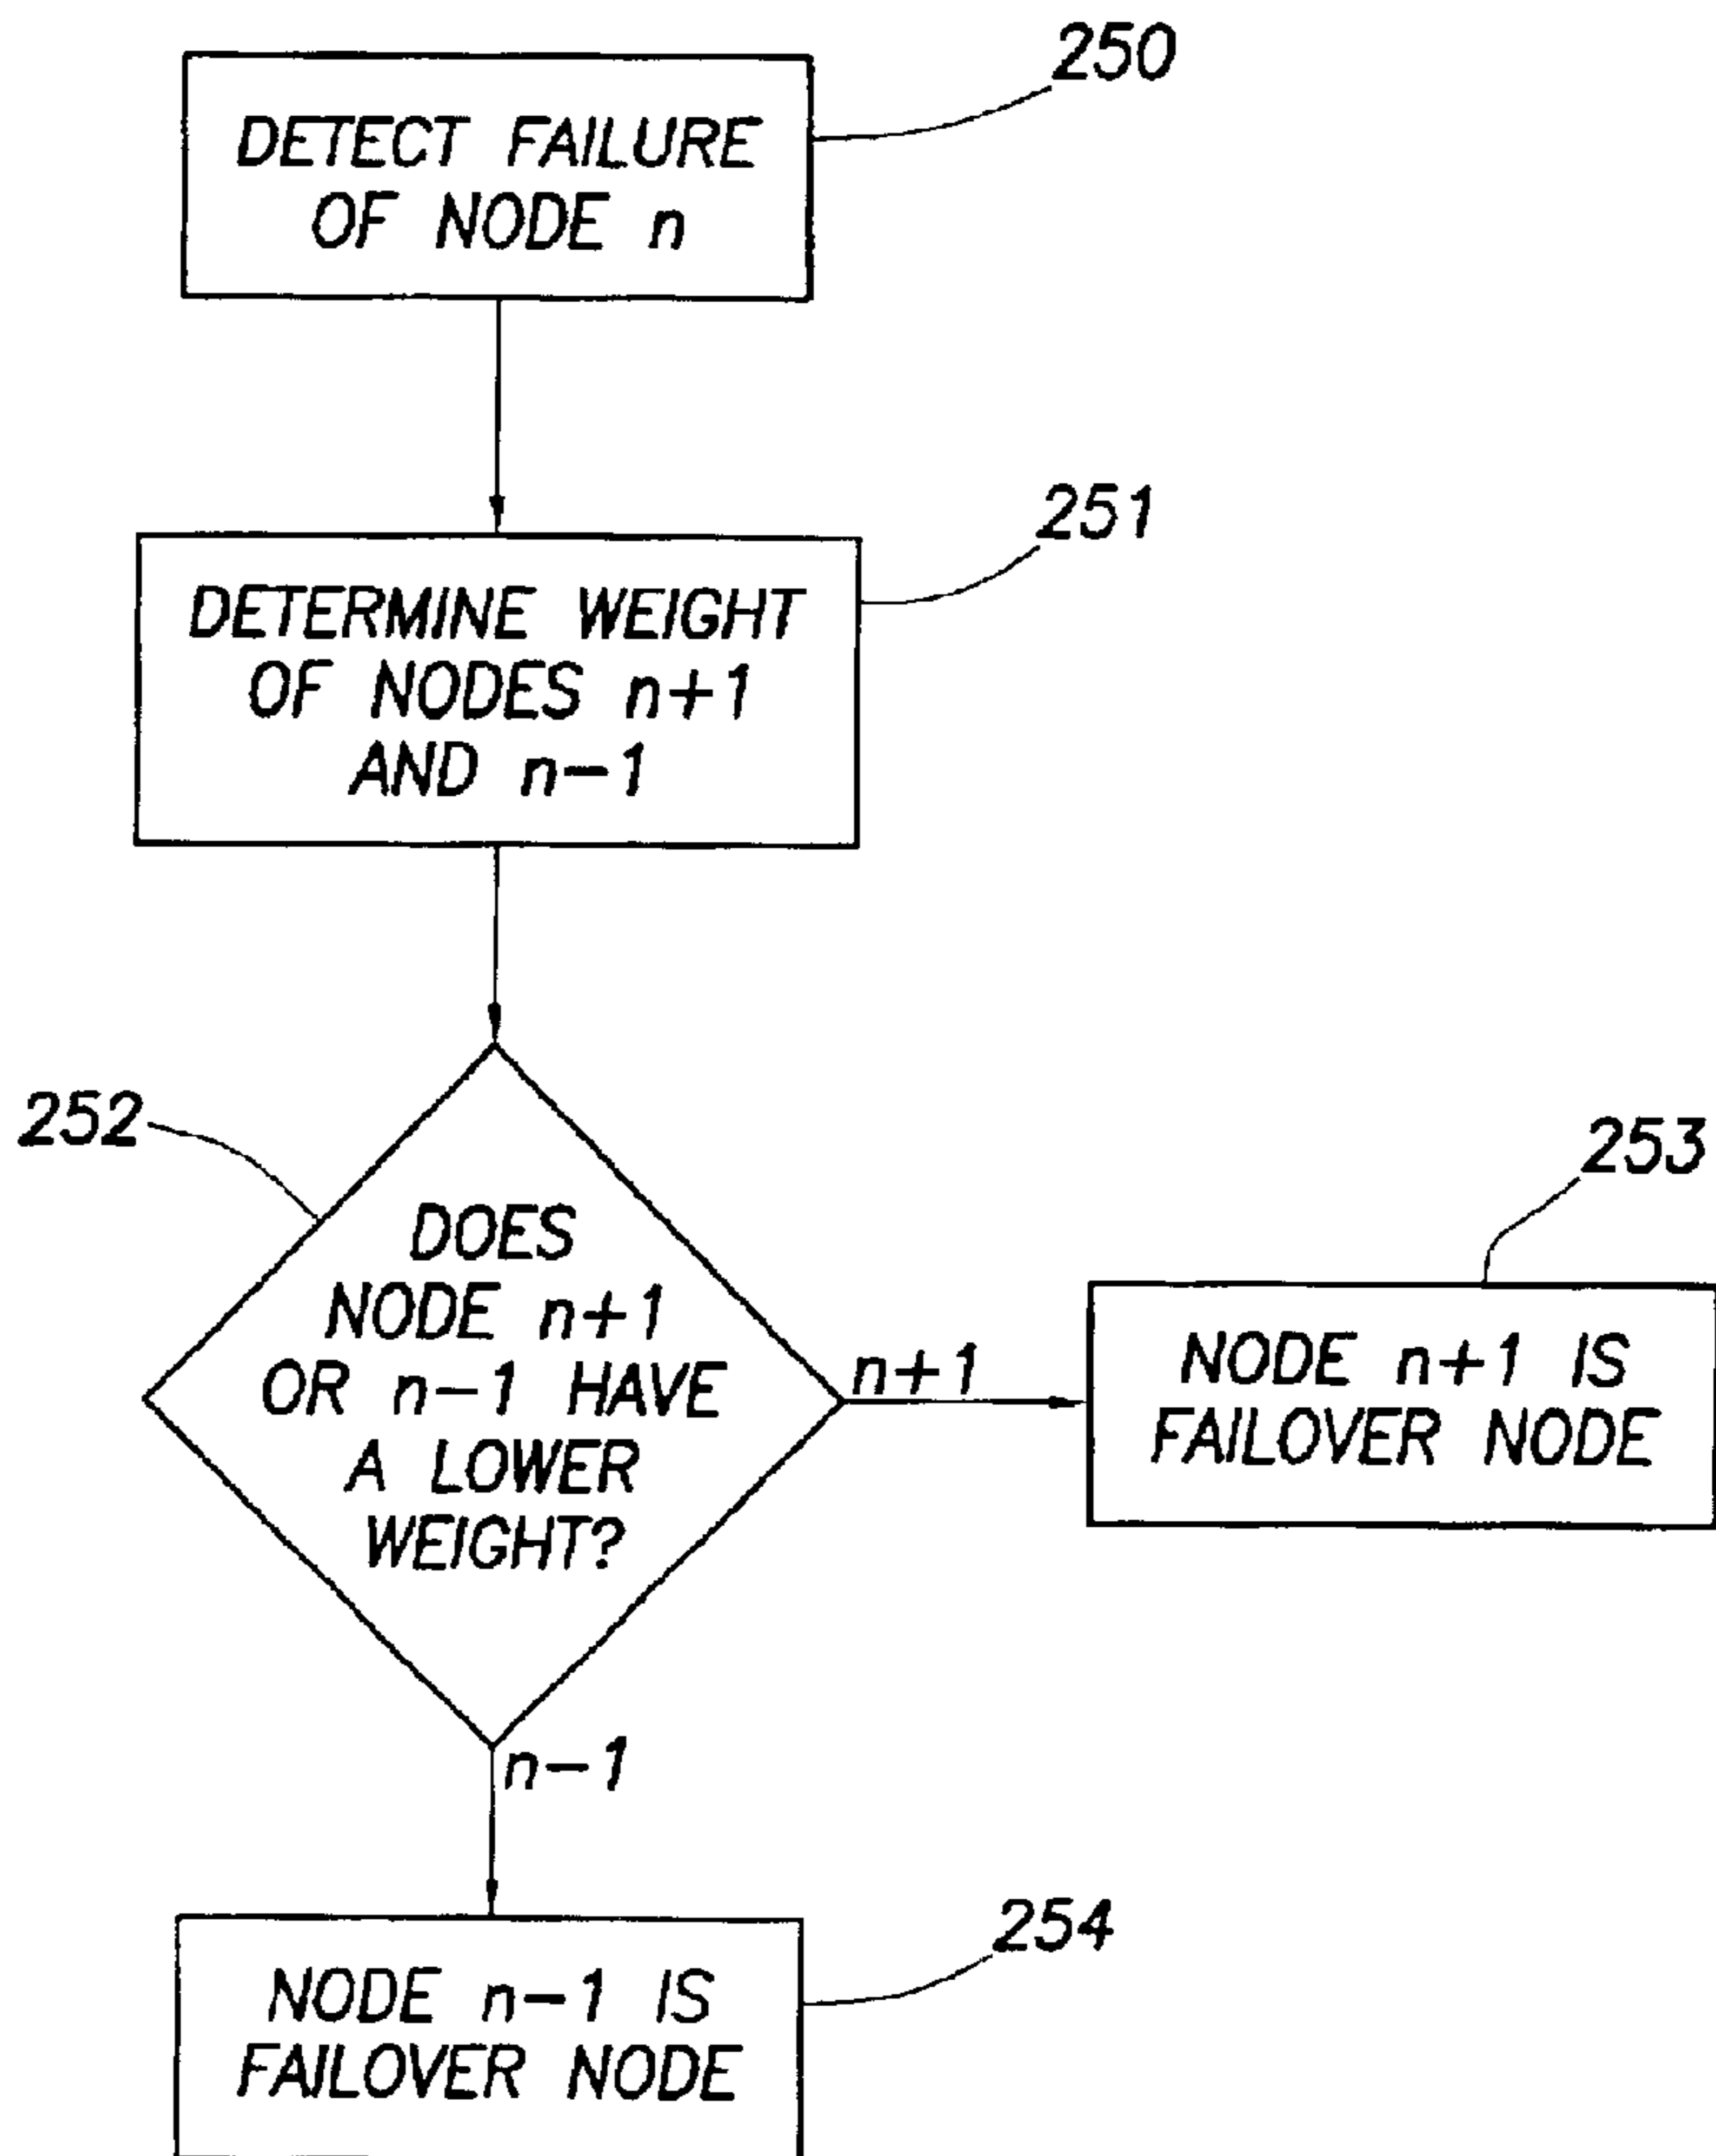 250
DETECT FAILURE
OF NODE n
251
DETERMINE WEIGHT
OF NODES n+1
AND n−1
252
DOES
NODE n+1
OR n−1 HAVE
A LOWER
WEIGHT?
n+1
253
NODE n+1 IS
FAILOVER NODE
n−1
254
NODE n−1 IS
FAILOVER NODE